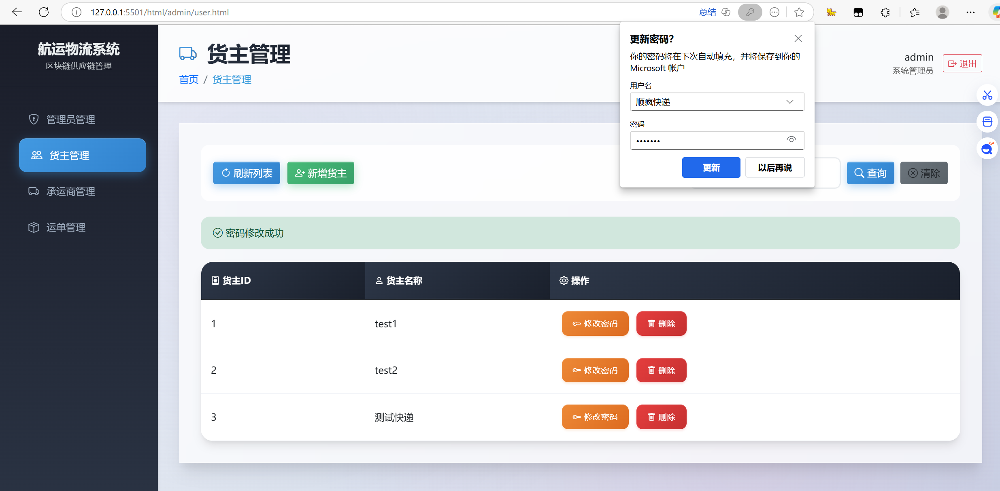 127.0.0.1:5501/html/admin/user.html
总结
航运物流系统
区块链供应链管理
管理员管理
货主管理
承运商管理
运单管理
货主管理
首页 / 货主管理
更新密码?
你的密码将在下次自动填充，并将保存到你的
Microsoft 帐户
用户名
顺疯快递
密码
•••••••
更新
以后再说
admin
系统管理员
退出
刷新列表
新增货主
查询
清除
密码修改成功
货主ID 货主名称 操作
1 test1 修改密码 删除
2 test2 修改密码 删除
3 测试快递 修改密码 删除